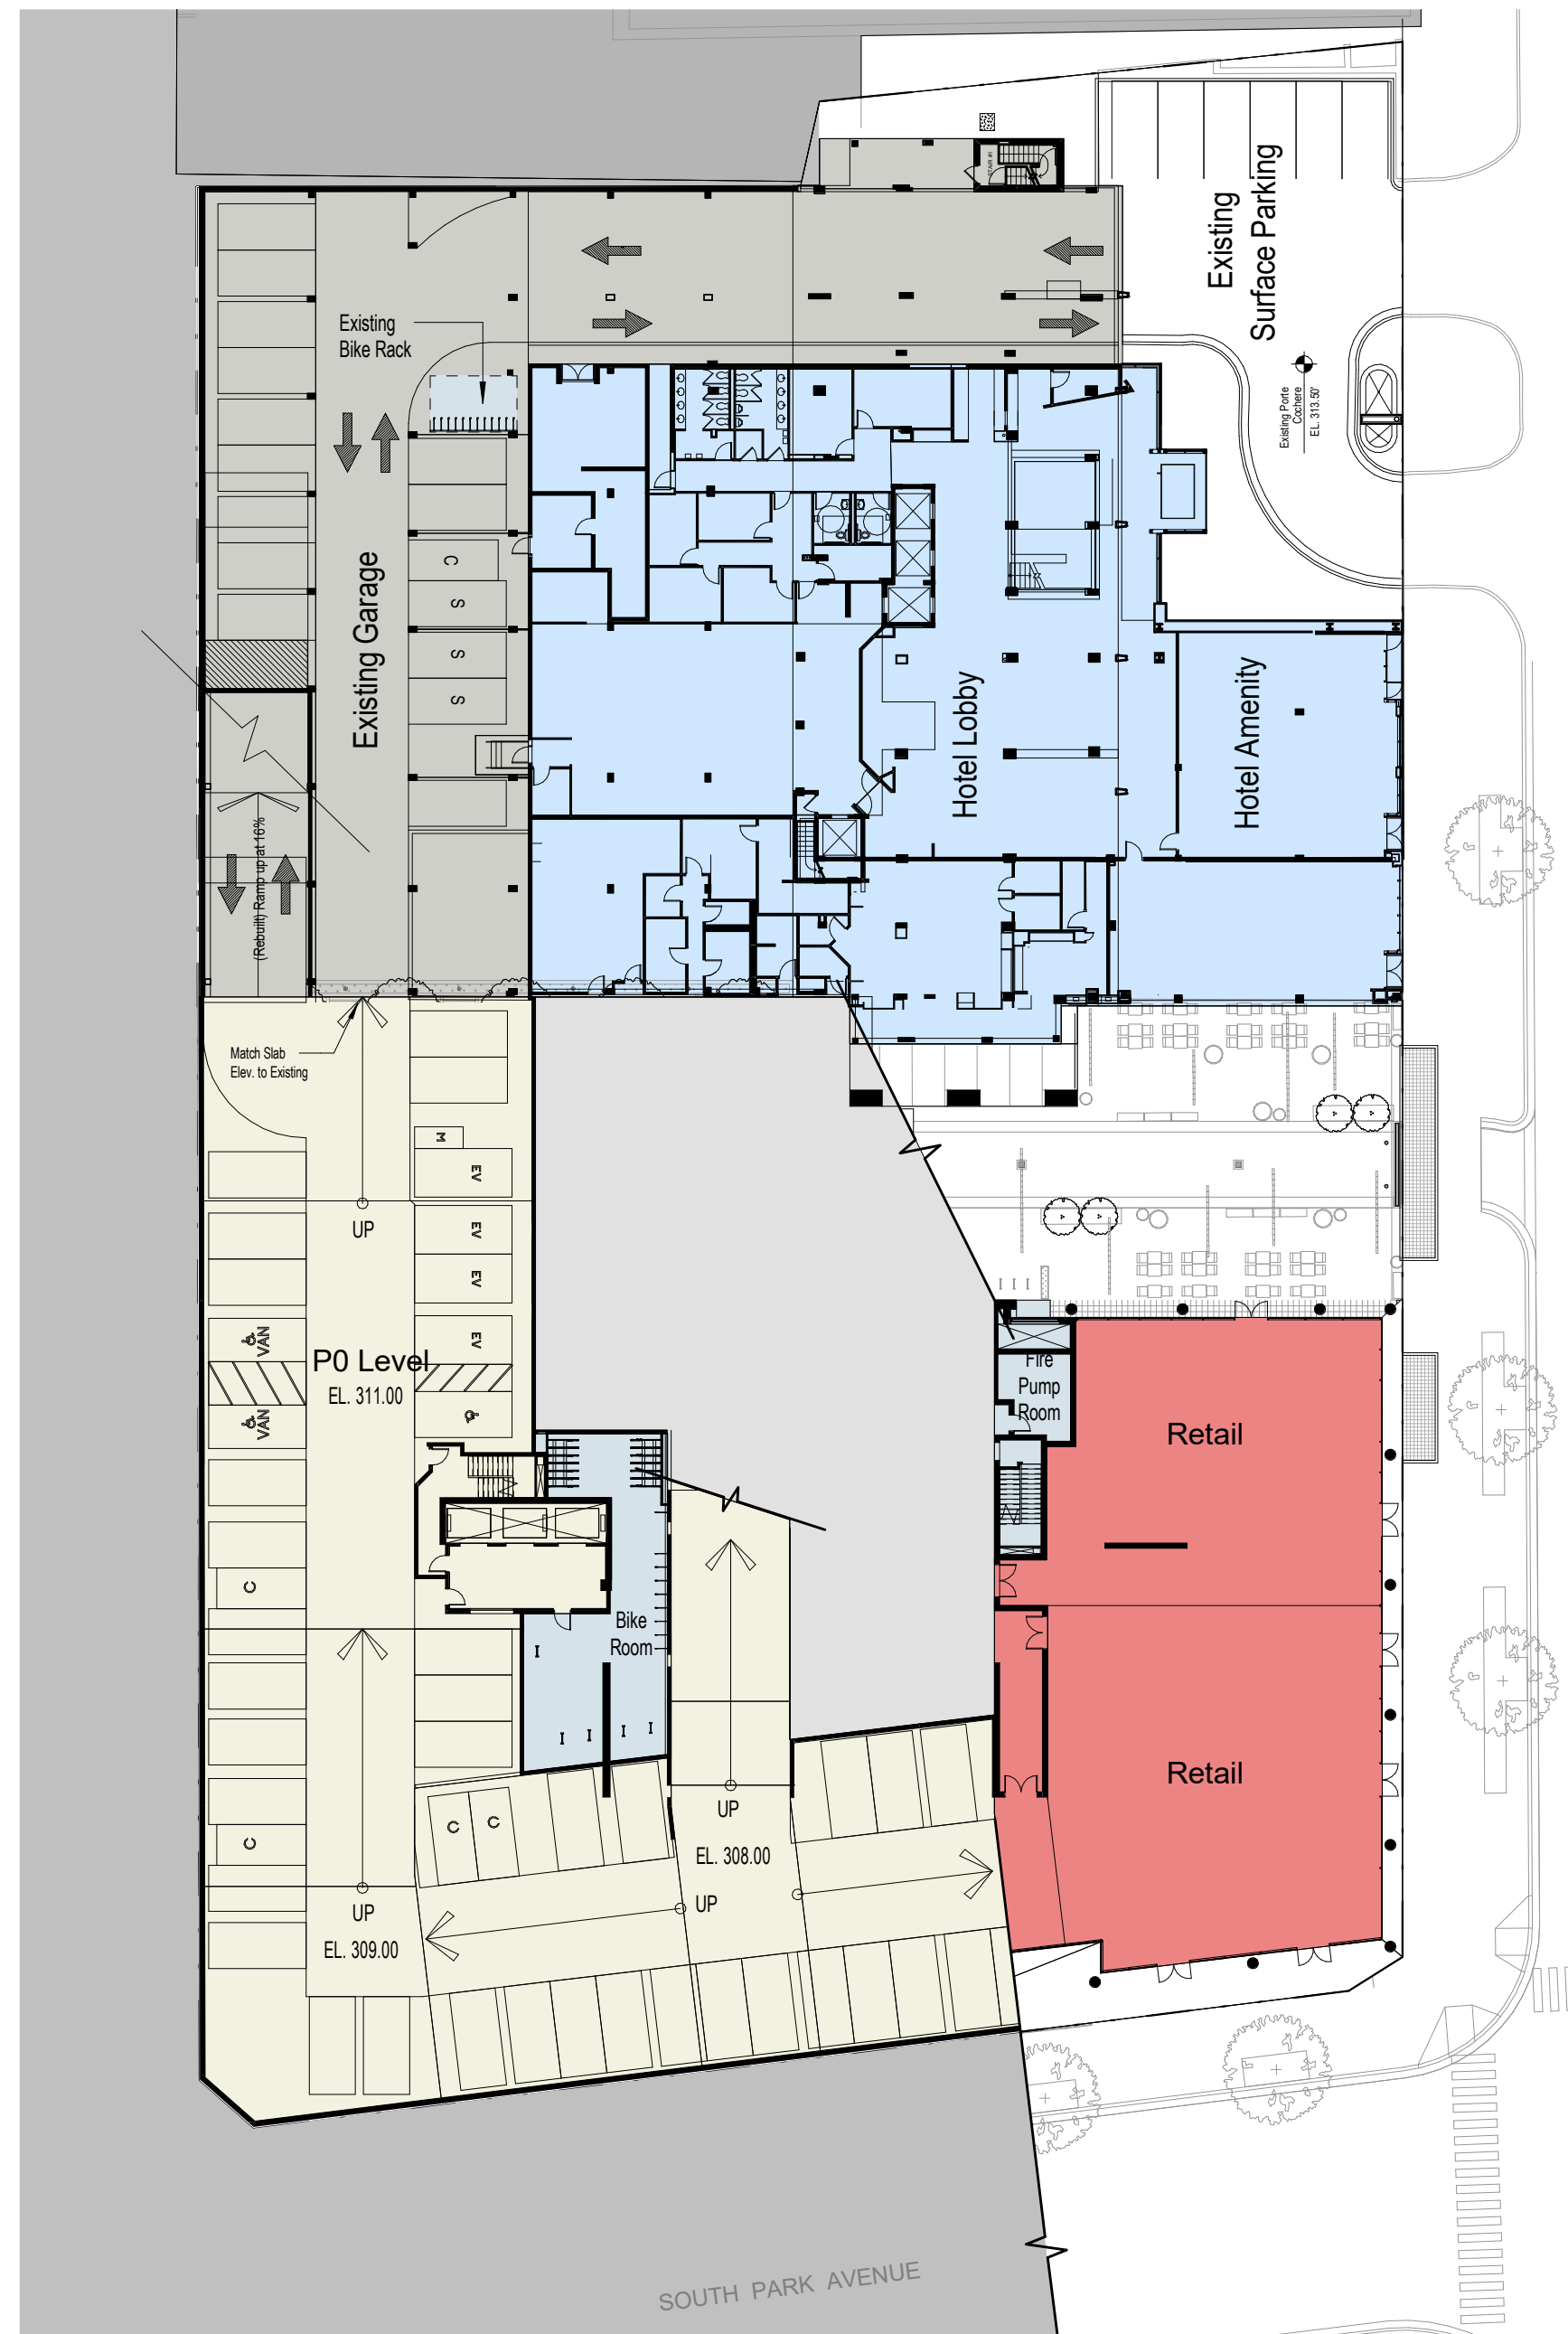 STAIR #1
Existing
Surface Parking
Existing
Bike Rack
Existing Porte
Cochere
EL. 313.50'
C
S
S
S
Existing Garage
Hotel Lobby
Hotel Amenity
(Rebuilt) Ramp up at 16%
Match Slab
Elev. to Existing
M
EV
UP
EV
EV
EV
VAN
P0 Level
EL. 311.00
VAN
Fire
Pump
Room
Retail
C
Bike
Room
Retail
C
C
C
UP
EL. 308.00
UP
UP
EL. 309.00
SOUTH PARK AVENUE